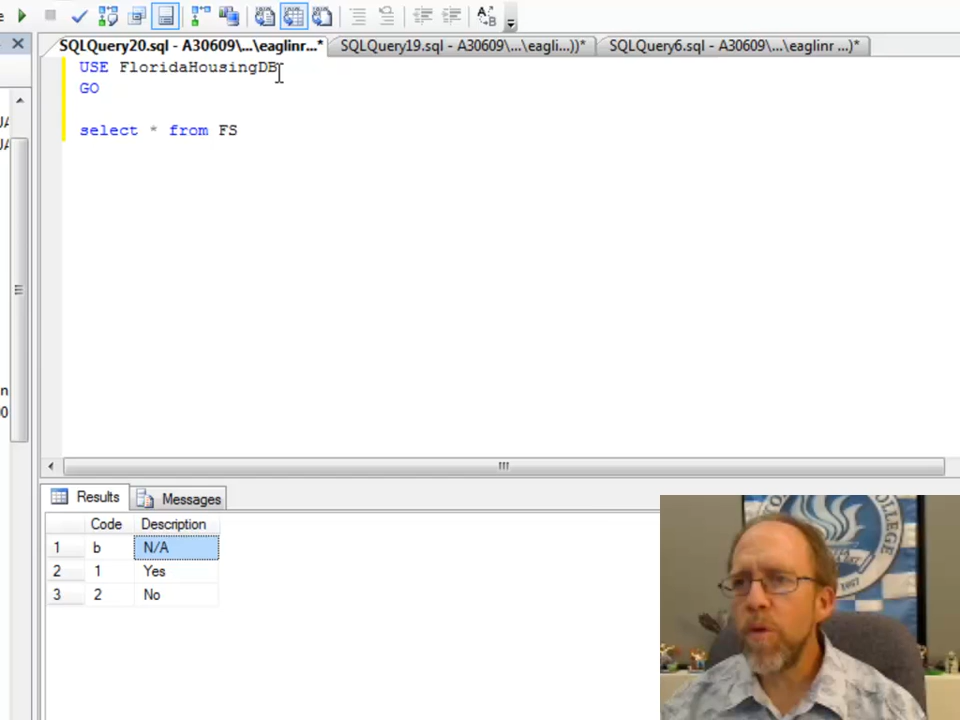 SQLQuery20.sql - A30609\...\eaglinr...* SQLQuery19.sql - A30609\...\eagli...))* SQLQuery6.sql - A30609\...\eaglinr ...)*
USE FloridaHousingDB
GO
select * from FS
Results Messages
Code Description
1 b N/A
2 1 Yes
3 2 No
COLLEGE